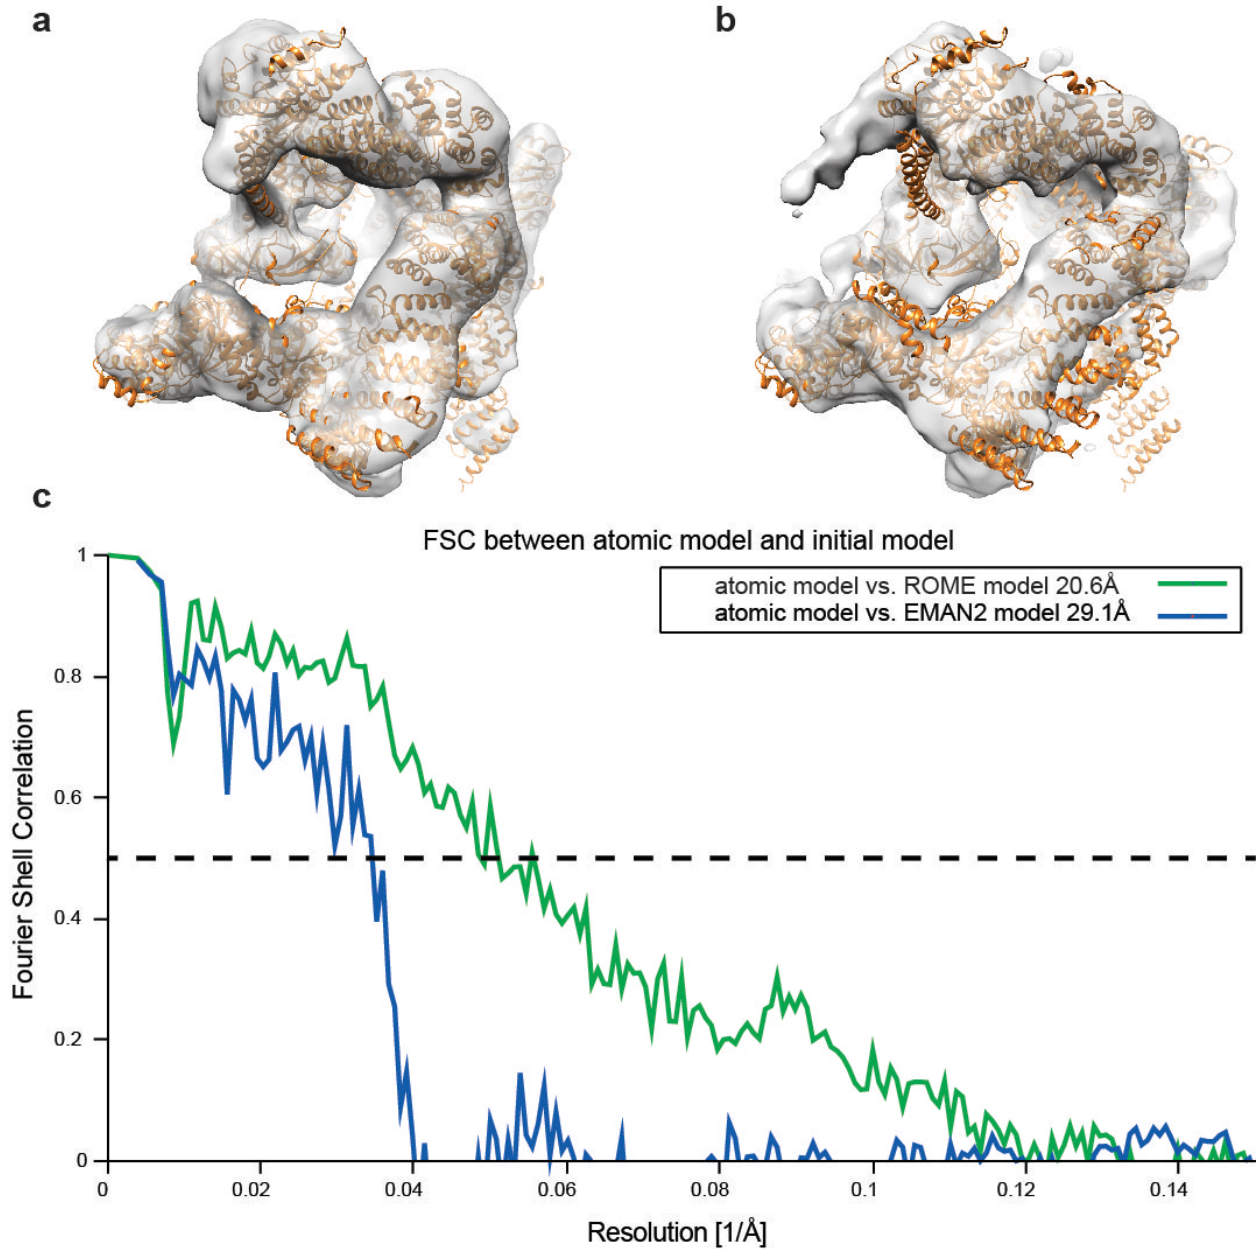 a
b
c
FSC between atomic model and initial model
atomic model vs. ROME model 20.6Å
atomic model vs. EMAN2 model 29.1Å
1
0.8
0.6
0.4
0.2
0
Fourier Shell Correlation
0 0.02 0.04 0.06 0.08 0.1 0.12 0.14
Resolution [1/Å]